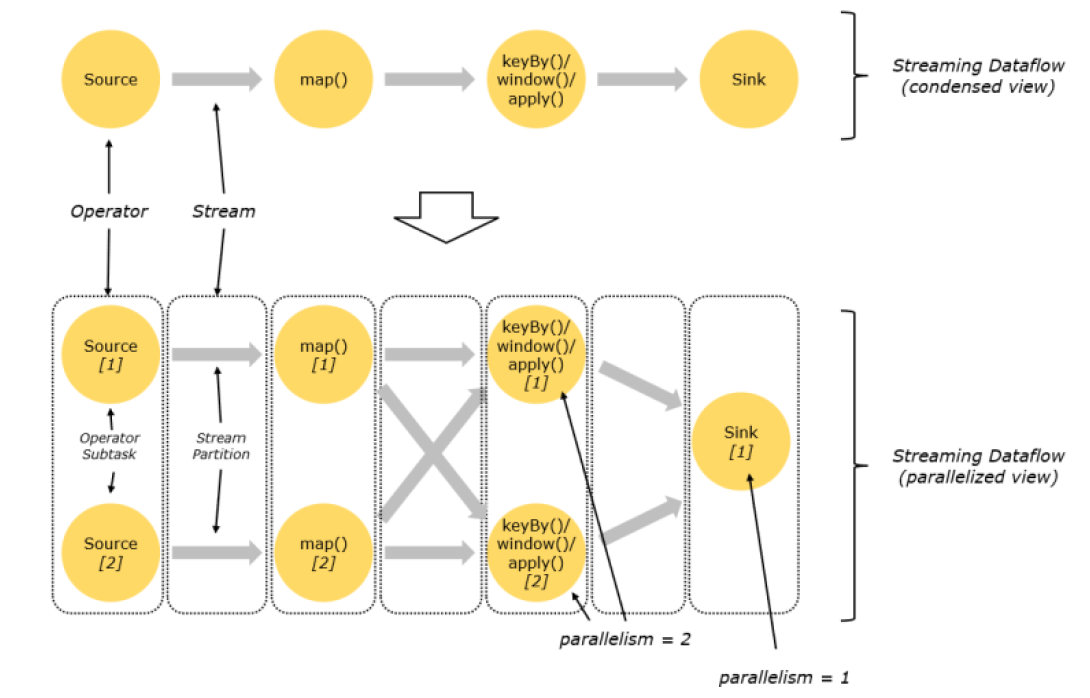 Source
map()
keyBy()/
window()/
apply()
Sink
Streaming Dataflow
(condensed view)
Operator
Stream
Source
[1]
map()
[1]
keyBy()/
window()/
apply()
[1]
Operator
Subtask
Stream
Partition
Sink
[1]
Streaming Dataflow
(parallelized view)
Source
[2]
map()
[2]
keyBy()/
window()/
apply()
[2]
parallelism = 2
parallelism = 1